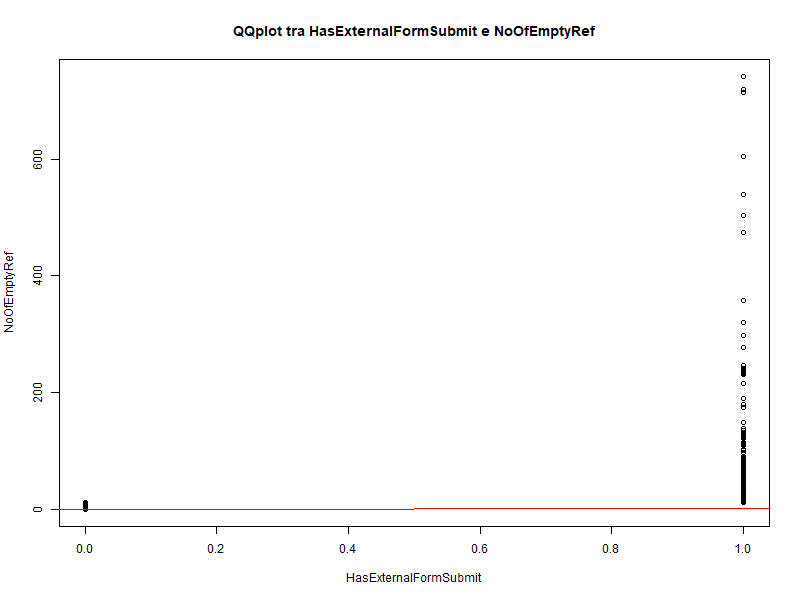 QQplot tra HasExternalFormSubmit e NoOfEmptyRef
NoOfEmptyRef
600
400
200
0
0.0 0.2 0.4 0.6 0.8 1.0
HasExternalFormSubmit